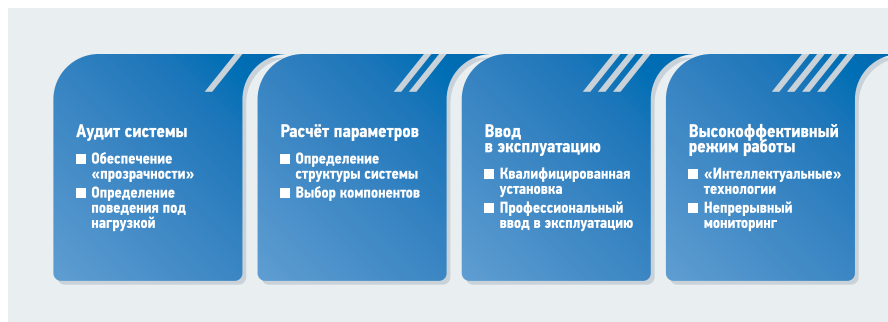 Аудит системы
Обеспечение
«прозрачности»
Определение
поведения под
нагрузкой
Расчёт параметров
Определение
структуры системы
Выбор компонентов
Ввод
в эксплуатацию
Квалифицированная
установка
Профессиональный
ввод в эксплуатацию
Высокоффективный
режим работы
«Интеллектуальные»
технологии
Непрерывный
мониторинг